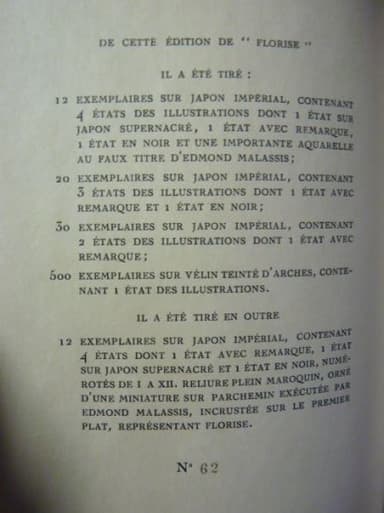 DE CETTE ÉDITION DE "FLORISE"
IL A ÉTÉ TIRÉ :
12 EXEMPLAIRES SUR JAPON IMPÉRIAL, CONTENANT
4 ÉTATS DES ILLUSTRATIONS DONT 1 ÉTAT SUR
JAPON SUPERNACRÉ, 1 ÉTAT AVEC REMARQUE,
1 ÉTAT EN NOIR ET UNE IMPORTANTE AQUARELLE
AU FAUX TITRE D'EDMOND MALASSIS ;
20 EXEMPLAIRES SUR JAPON IMPÉRIAL, CONTENANT
3 ÉTATS DES ILLUSTRATIONS DONT 1 ÉTAT AVEC
REMARQUE ET 1 ÉTAT EN NOIR ;
30 EXEMPLAIRES SUR JAPON IMPÉRIAL, CONTENANT
2 ÉTATS DES ILLUSTRATIONS DONT 1 ÉTAT AVEC
REMARQUE ;
500 EXEMPLAIRES SUR VÉLIN TEINTÉ D'ARCHES, CONTE-
NANT 1 ÉTAT DES ILLUSTRATIONS.
IL A ÉTÉ TIRÉ EN OUTRE
12 EXEMPLAIRES SUR JAPON IMPÉRIAL, CONTENANT
4 ÉTATS DONT 1 ÉTAT AVEC REMARQUE, 1 ÉTAT
SUR JAPON SUPERNACRÉ ET 1 ÉTAT EN NOIR, NUMÉ-
ROTÉS DE I A XII. RELIURE PLEIN MAROQUIN, ORNÉ
D'UNE MINIATURE SUR PARCHEMIN EXÉCUTÉE PAR
EDMOND MALASSIS, INCRUSTÉE SUR LE PREMIER
PLAT, REPRÉSENTANT FLORISE.
N° 62